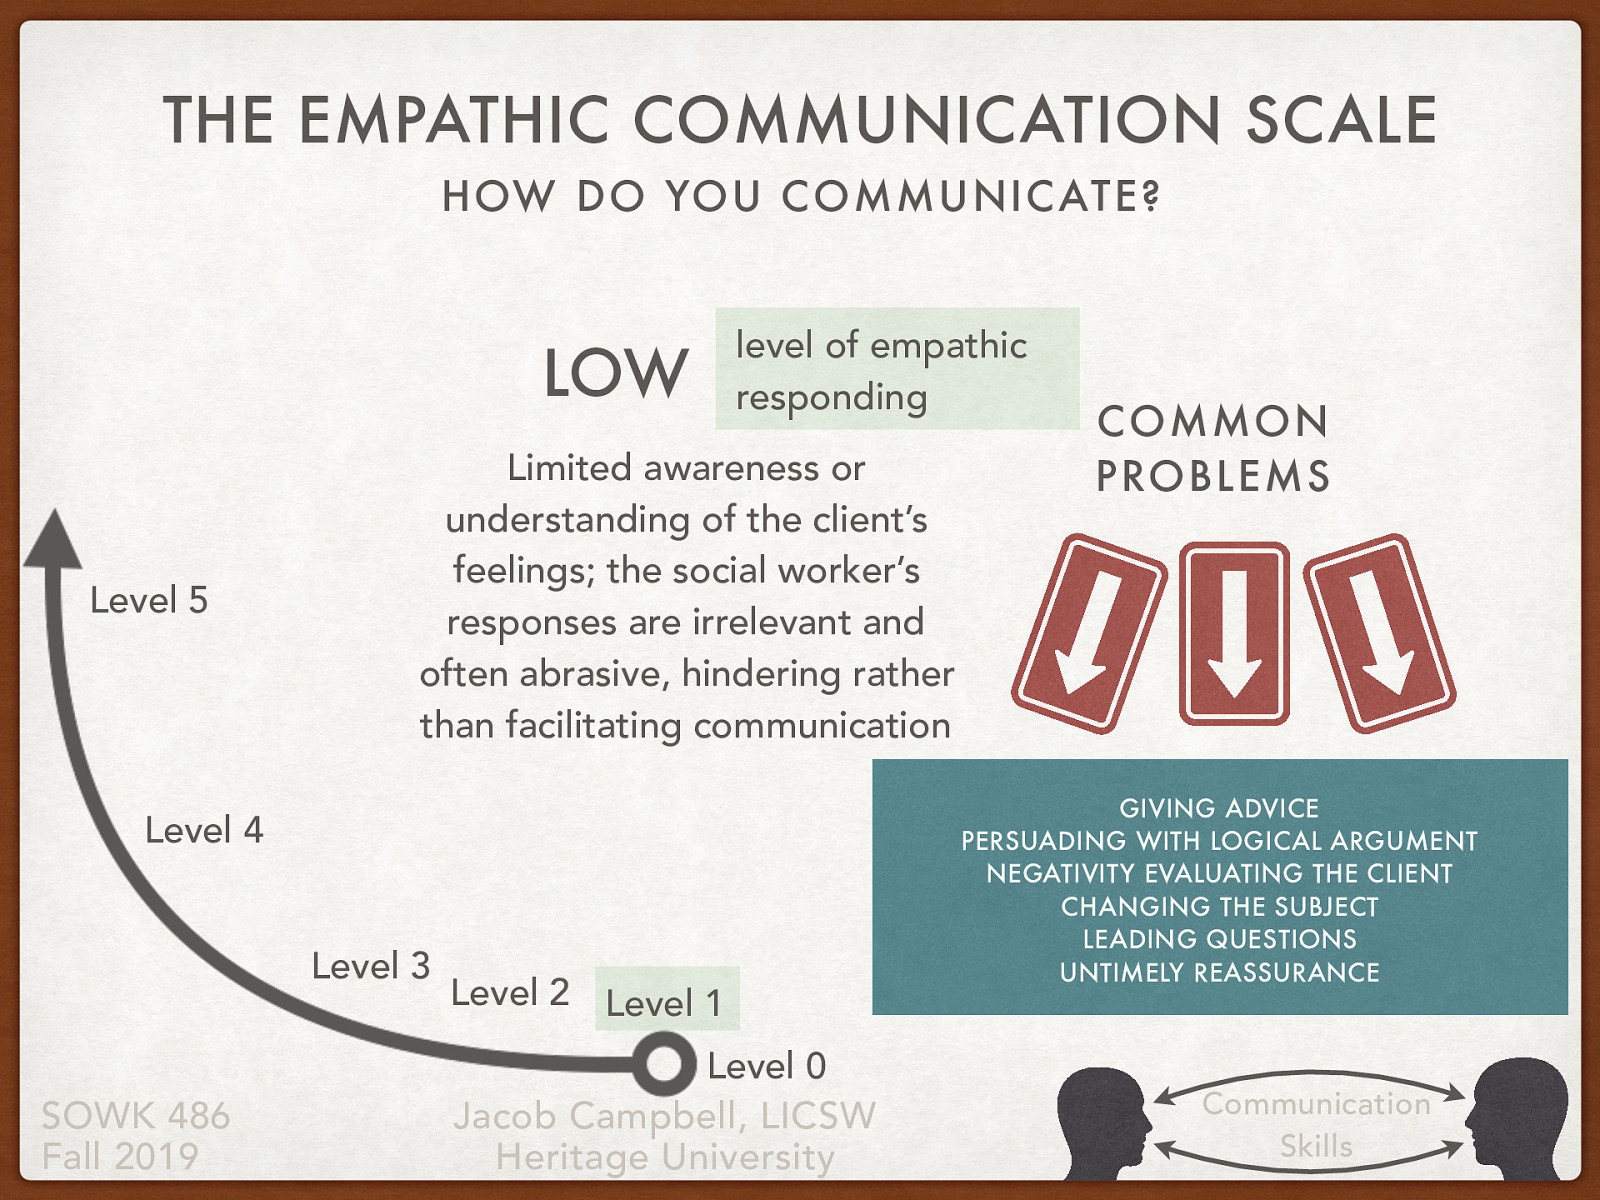 THE EMPATHIC COMMUNICATION SCALE
HOW DO YOU COMMUNICATE?
LOW
level of empathic
responding
Limited awareness or
understanding of the client's
feelings; the social worker's
responses are irrelevant and
often abrasive, hindering rather
than facilitating communication
COMMON
PROBLEMS
GIVING ADVICE
PERSUADING WITH LOGICAL ARGUMENT
NEGATIVITY EVALUATING THE CLIENT
CHANGING THE SUBJECT
LEADING QUESTIONS
UNTIMELY REASSURANCE
Level 5
Level 4
Level 3
Level 2
Level 1
Level 0
SOWK 486
Fall 2019
Jacob Campbell, LICSW
Heritage University
Communication
Skills